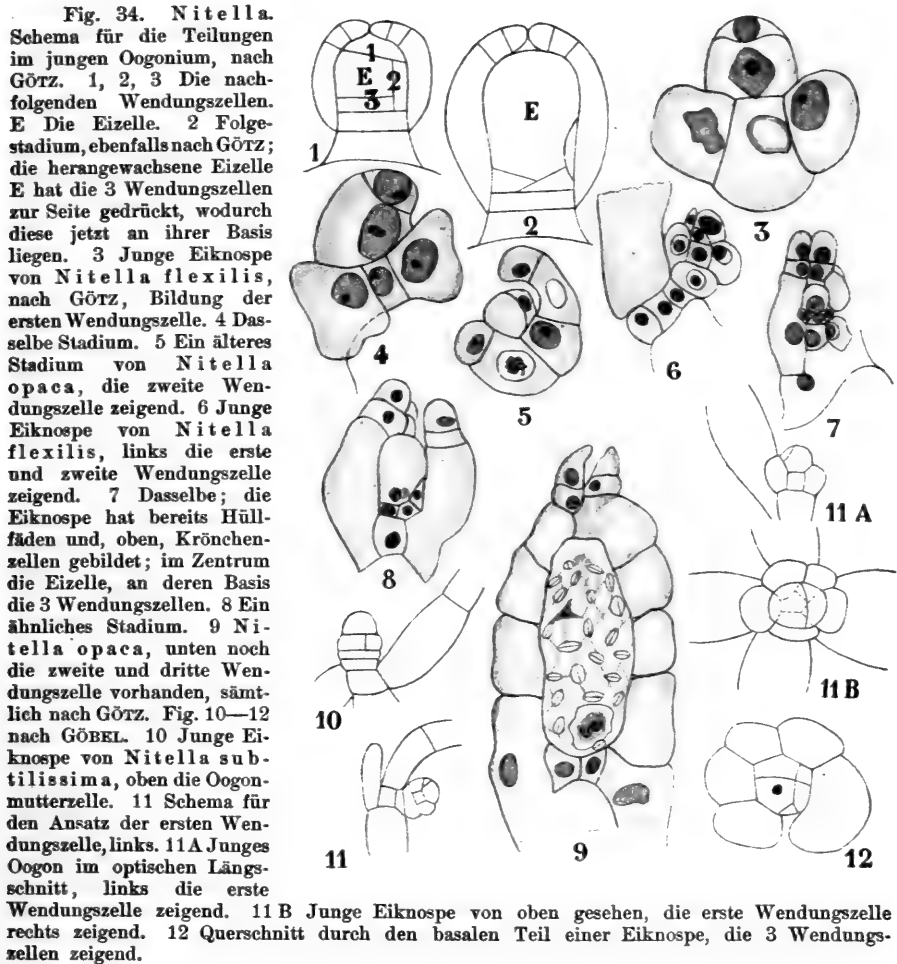 Fig. 34. Nitella.
Schema für die Teilungen
im jungen Oogonium, nach
GÖTZ. 1, 2, 3 Die nach-
folgenden Wendungszellen.
E Die Eizelle. 2 Folge-
stadium, ebenfalls nach GÖTZ;
die herangewachsene Eizelle
E hat die 3 Wendungszellen
zur Seite gedrückt, wodurch
diese jetzt an ihrer Basis
liegen. 3 Junge Eiknospe
von Nitella flexilis,
nach GÖTZ, Bildung der
ersten Wendungszelle. 4 Das-
selbe Stadium. 5 Ein älteres
Stadium von Nitella
opaca, die zweite Wen-
dungszelle zeigend. 6 Junge
Eiknospe von Nitella
flexilis, links die erste
und zweite Wendungszelle
zeigend. 7 Dasselbe; die
Eiknospe hat bereits Hüll-
fäden und, oben, Krönchen-
zellen gebildet; im Zentrum
die Eizelle, an deren Basis
die 3 Wendungszellen. 8 Ein
ähnliches Stadium. 9 Ni-
tella opaca, unten noch
die zweite und dritte Wen-
dungszelle vorhanden, sämt-
lich nach GÖTZ. Fig. 10—12
nach GÖBEL. 10 Junge Ei-
knospe von Nitella sub-
tilissima, oben die Oogon-
mutterzelle. 11 Schema für
den Ansatz der ersten Wen-
dungszelle, links. 11A Junges
Oogon im optischen Längs-
schnitt, links die erste
Wendungszelle zeigend. 11 B Junge Eiknospe von oben gesehen, die erste Wendungszelle
rechts zeigend. 12 Querschnitt durch den basalen Teil einer Eiknospe, die 3 Wendungs-
zellen zeigend.
1
E
2
3
1
E
2
3
4
5
6
7
8
9
10
11
11 A
11 B
12